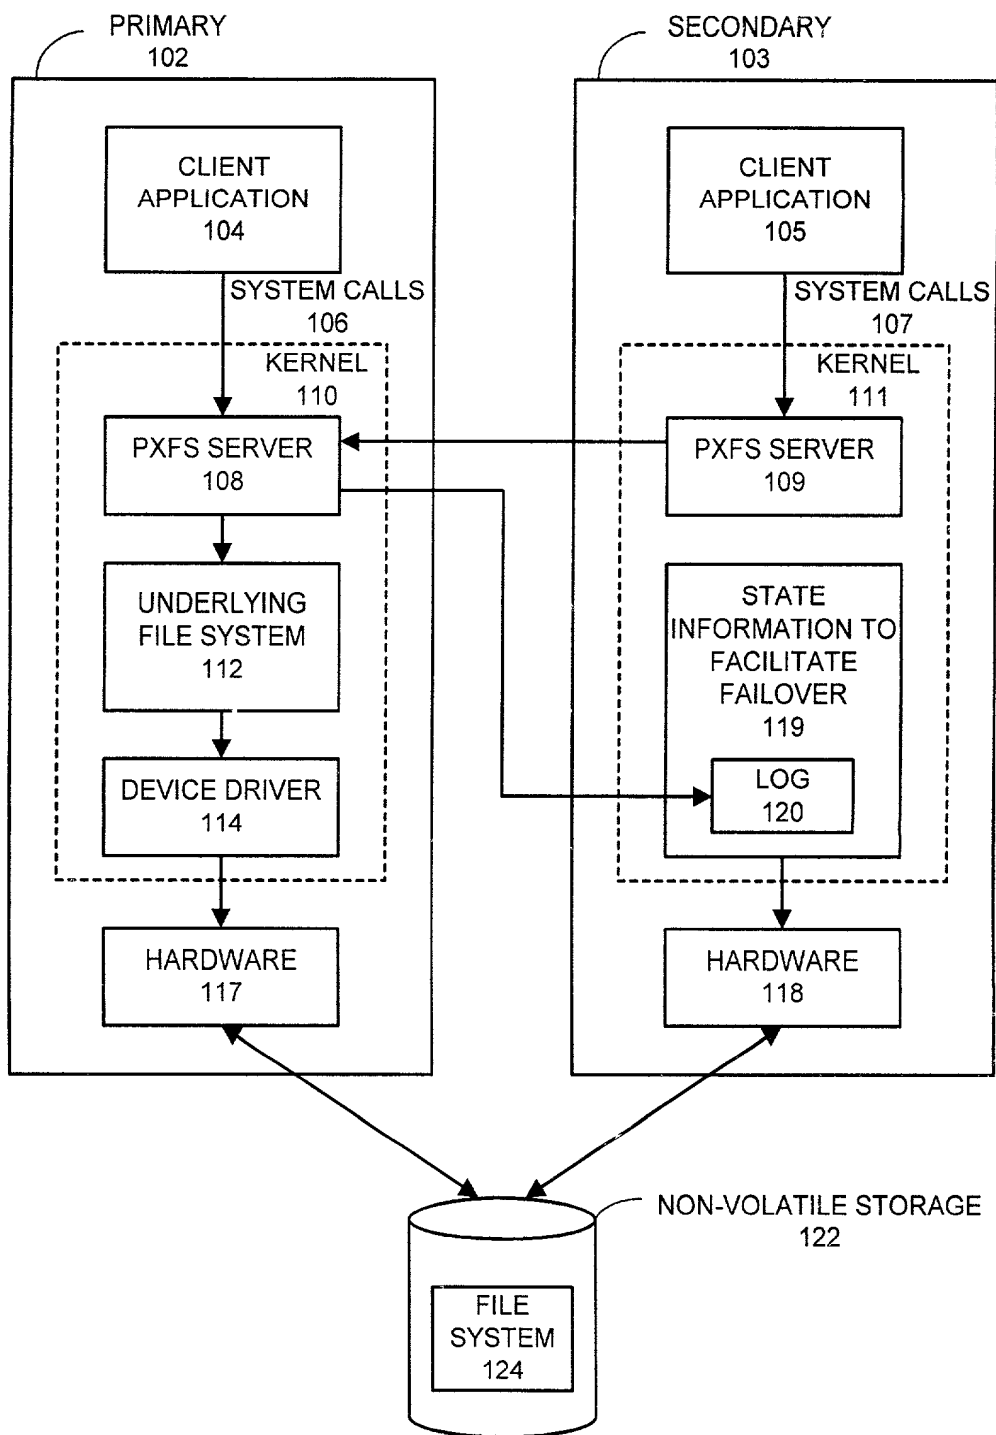 PRIMARY
102
SECONDARY
103
CLIENT
APPLICATION
104
CLIENT
APPLICATION
105
SYSTEM CALLS
106
SYSTEM CALLS
107
KERNEL
110
KERNEL
111
PXFS SERVER
108
PXFS SERVER
109
UNDERLYING
FILE SYSTEM
112
STATE
INFORMATION TO
FACILITATE
FAILOVER
119
DEVICE DRIVER
114
LOG
120
HARDWARE
117
HARDWARE
118
NON-VOLATILE STORAGE
122
FILE
SYSTEM
124